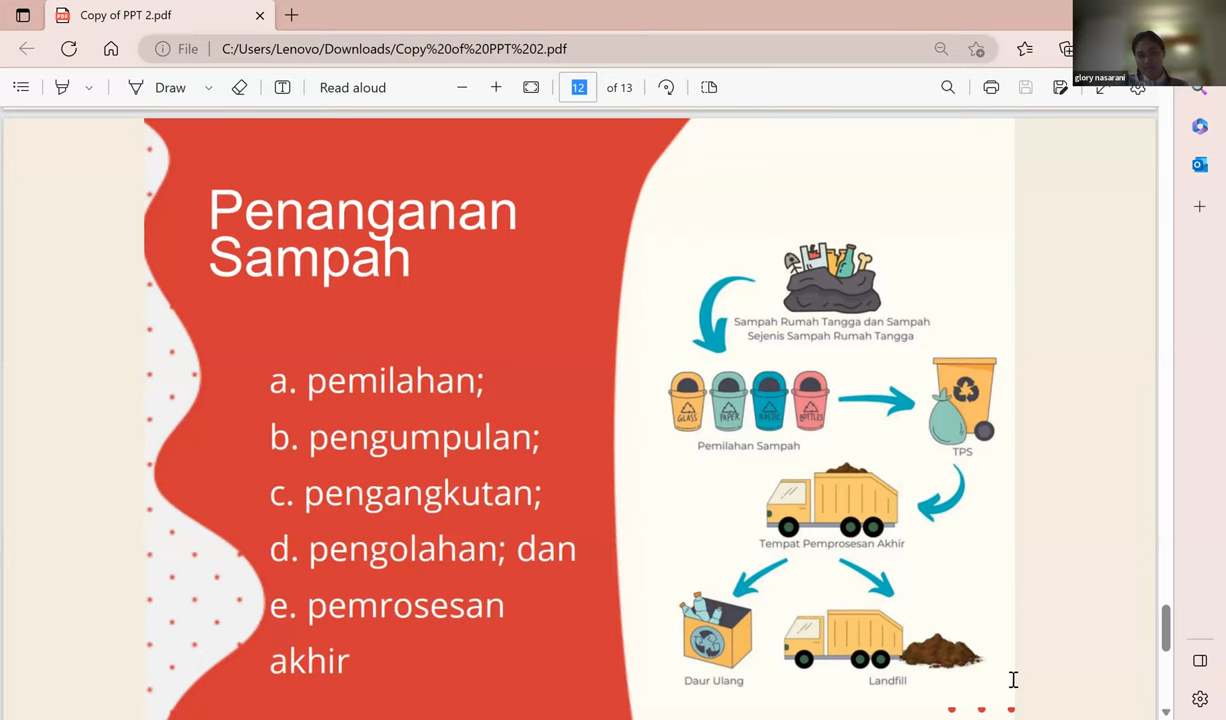 Copy of PPT 2.pdf
File
C:/Users/Lenovo/Downloads/Copy%20of%20PPT%202.pdf
glory nasarani
Draw
Read aloud
12
of 13
Penanganan
Sampah
a. pemilahan;
b. pengumpulan;
c. pengangkutan;
d. pengolahan; dan
e. pemrosesan
akhir
Sampah Rumah Tangga dan Sampah
Sejenis Sampah Rumah Tangga
GLASS
PAPER
PLASTIC
BOTTLES
Pemilahan Sampah
TPS
Tempat Pemprosesan Akhir
Daur Ulang
Landfill